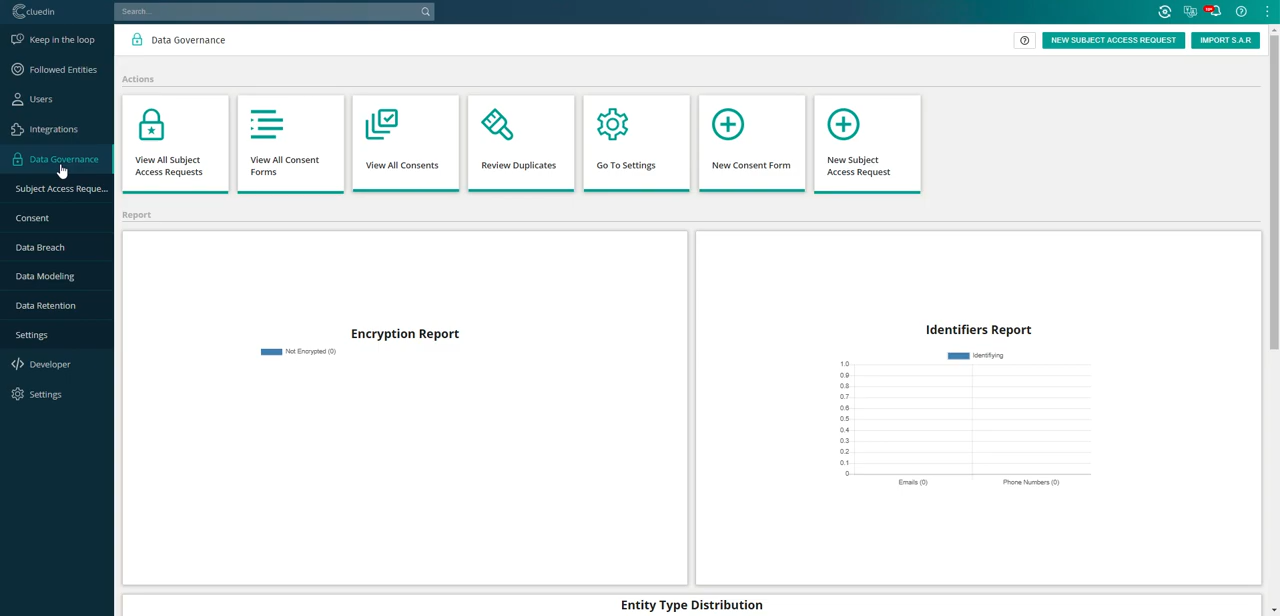 Cluedin
Search...
10+
Keep in the loop
Followed Entities
Users
Integrations
Data Governance
Subject Access Reque...
Consent
Data Breach
Data Modeling
Data Retention
Settings
Developer
Settings
Data Governance
NEW SUBJECT ACCESS REQUEST
IMPORT S.A.R
Actions
View All Subject
Access Requests
View All Consent
Forms
View All Consents
Review Duplicates
Go To Settings
New Consent Form
New Subject
Access Request
Report
Encryption Report
Not Encrypted (0)
Identifiers Report
Identifiying
1.0
0.9
0.8
0.7
0.6
0.5
0.4
0.3
0.2
0.1
0
Emails (0)
Phone Numbers (0)
Entity Type Distribution